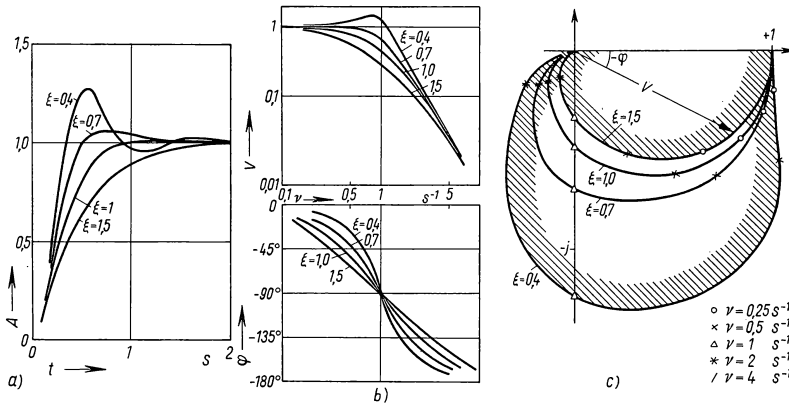 1,5
1,0
0,5
0
A
ξ=0,4
ξ=0,7
ξ=1
ξ=1,5
0
1
s
2
t
a)
V
1
0,1
0,01
ξ=0,4
0,7
1,0
1,5
0,1
ν
0,5
1
s⁻¹
5
φ
0
-45°
-90°
-135°
-180°
ξ=0,4
0,7
ξ=1,0
1,5
b)
+1
-φ
V
ξ=1,5
ξ=1,0
ξ=0,7
ξ=0,4
-j
○ ν=0,25 s⁻¹
× ν=0,5 s⁻¹
△ ν=1 s⁻¹
* ν=2 s⁻¹
/ ν=4 s⁻¹
c)